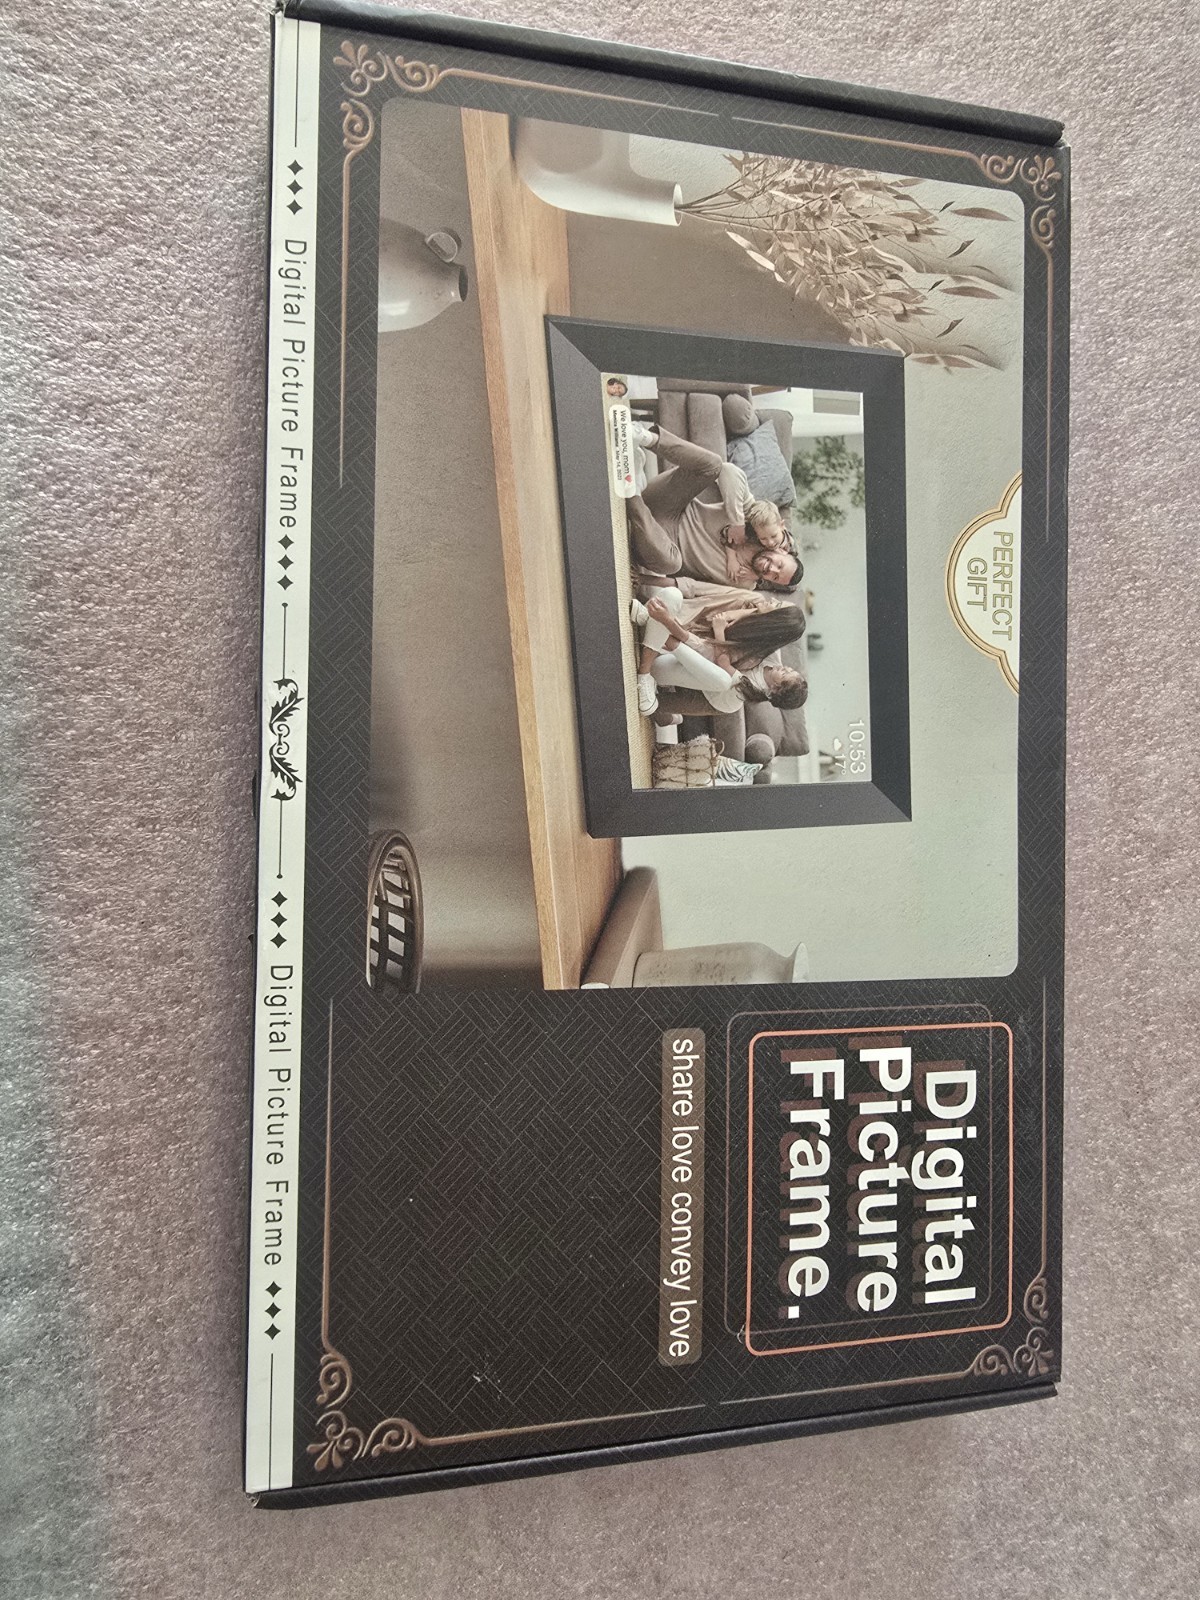 PERFECT
GIFT
10:53
17°
We love you, mom
Digital
Picture
Frame.
share love convey love
Digital Picture Frame
Digital Picture Frame